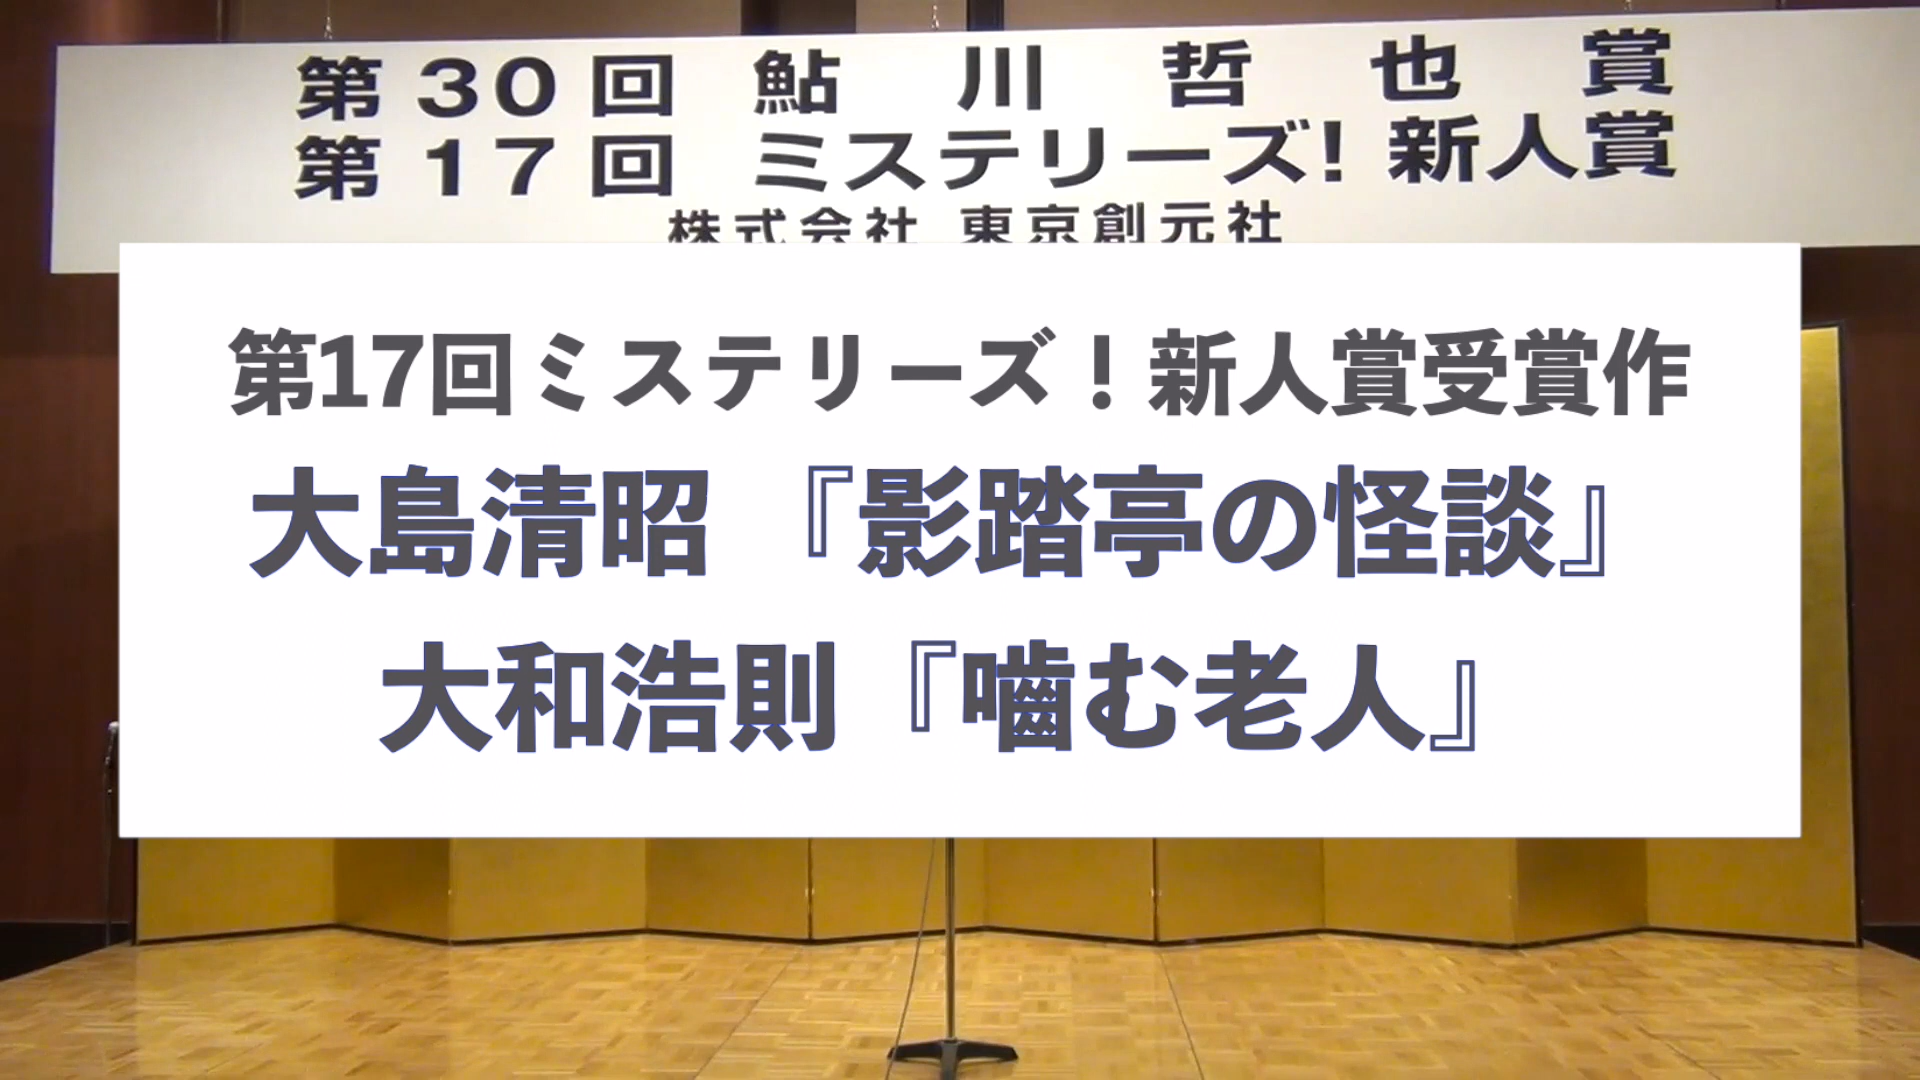 第30回 鮎川哲也賞
第17回 ミステリーズ!新人賞
株式会社 東京創元社
第17回ミステリーズ！新人賞受賞作
大島清昭 『影踏亭の怪談』
大和浩則『嚙む老人』